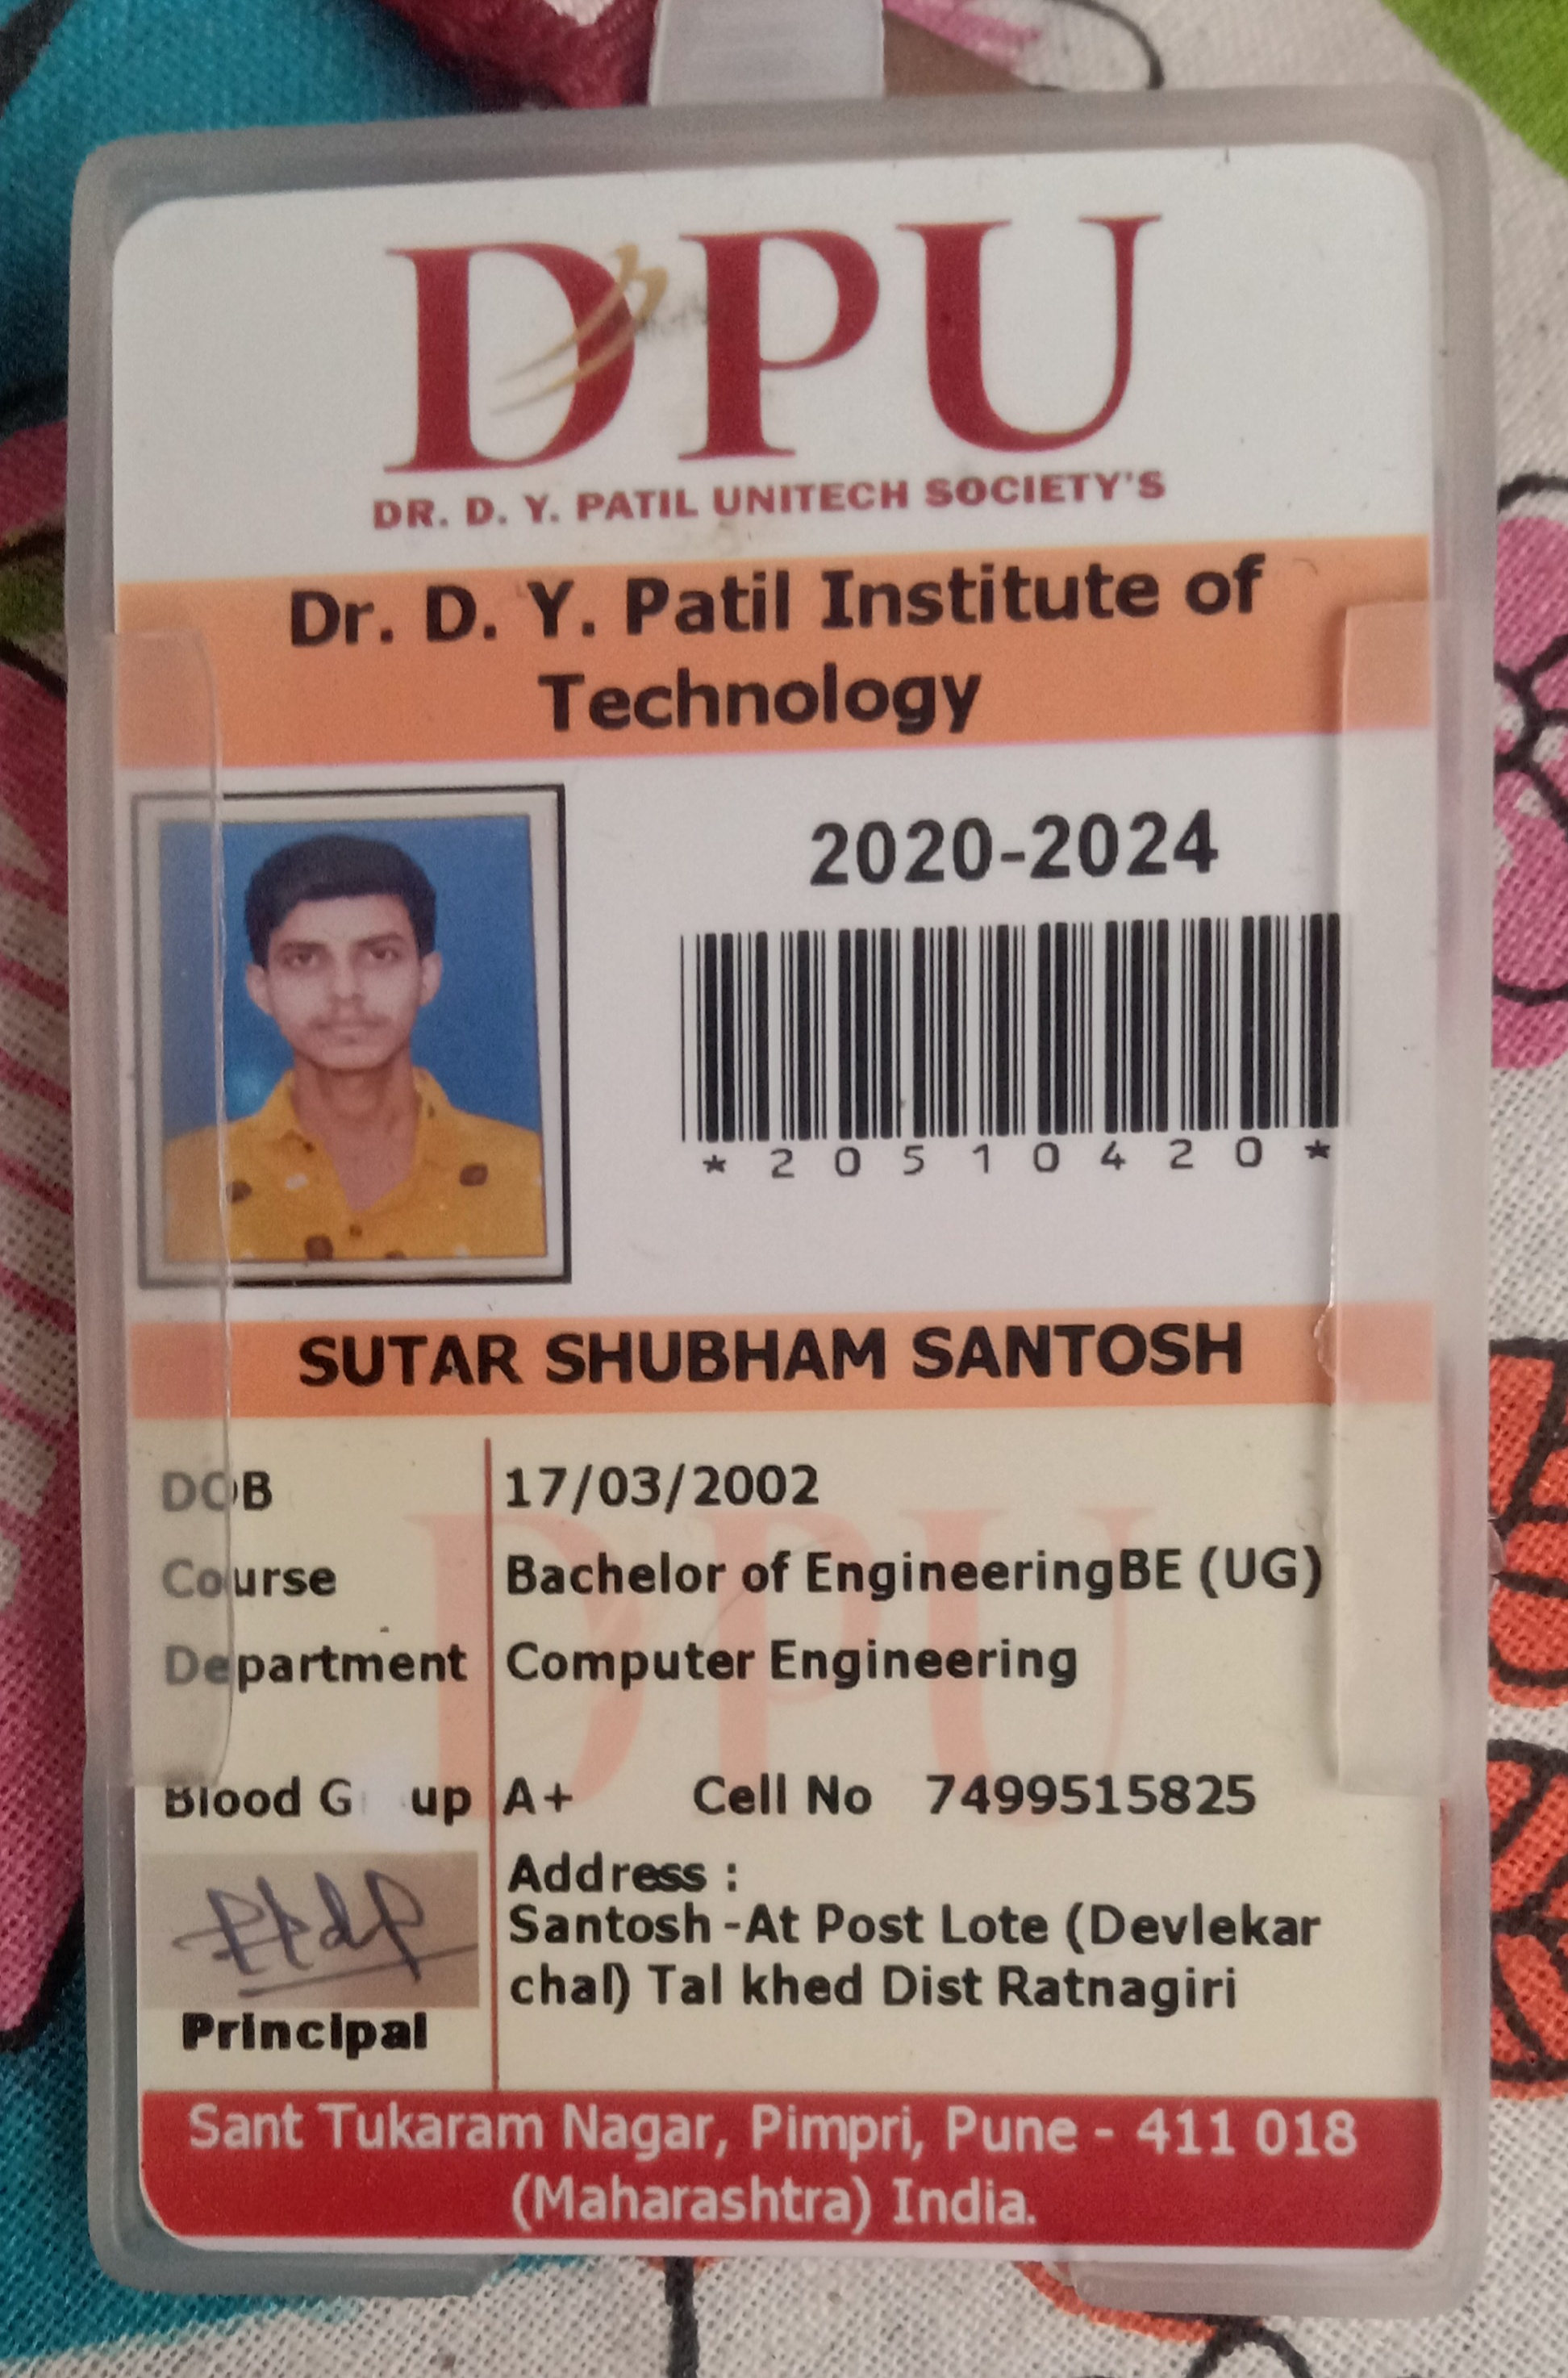 DPU
DR. D. Y. PATIL UNITECH SOCIETY'S
Dr. D. Y. Patil Institute of
Technology
2020-2024
*20510420*
SUTAR SHUBHAM SANTOSH
DOB 17/03/2002
Course Bachelor of EngineeringBE (UG)
Department Computer Engineering
Blood G up A+ Cell No 7499515825
Address :
Santosh -At Post Lote (Devlekar
chal) Tal khed Dist Ratnagiri
Principal
Sant Tukaram Nagar, Pimpri, Pune - 411 018
(Maharashtra) India.